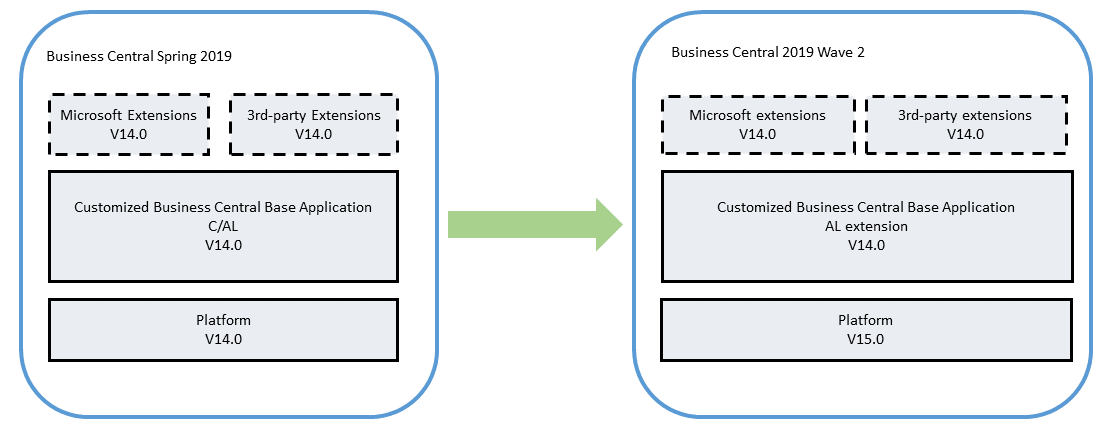 Business Central Spring 2019
Microsoft Extensions
V14.0
3rd-party Extensions
V14.0
Customized Business Central Base Application
C/AL
V14.0
Platform
V14.0
Business Central 2019 Wave 2
Microsoft extensions
V14.0
3rd-party extensions
V14.0
Customized Business Central Base Application
AL extension
V14.0
Platform
V15.0